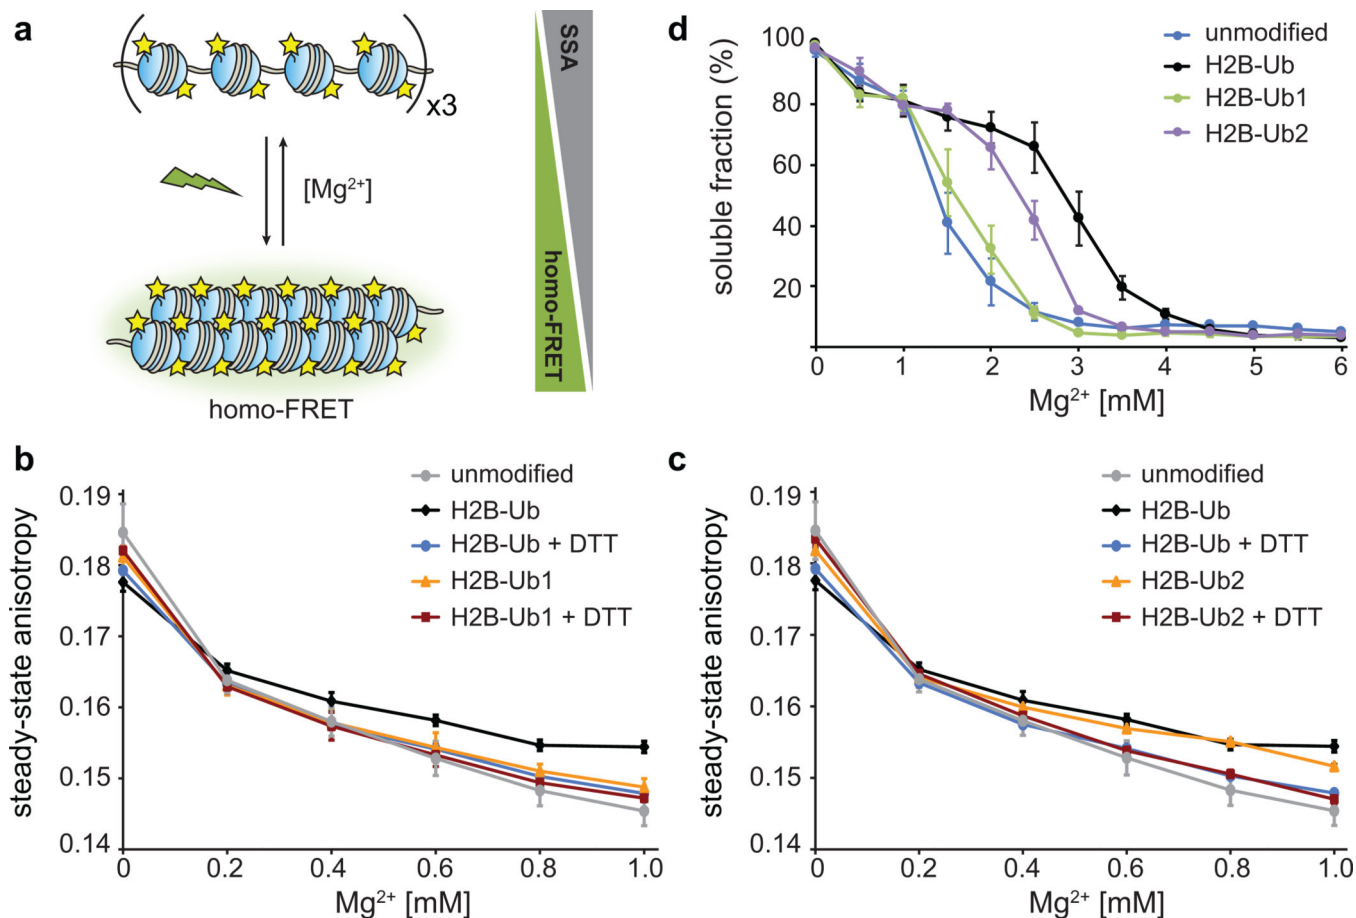 a
x3
[Mg²⁺]
homo-FRET
SSA
homo-FRET
d
unmodified
H2B-Ub
H2B-Ub1
H2B-Ub2
soluble fraction (%)
100
80
60
40
20
0 1 2 3 4 5 6
Mg²⁺ [mM]
b
unmodified
H2B-Ub
H2B-Ub + DTT
H2B-Ub1
H2B-Ub1 + DTT
steady-state anisotropy
0.19
0.18
0.17
0.16
0.15
0.14
0 0.2 0.4 0.6 0.8 1.0
Mg²⁺ [mM]
c
unmodified
H2B-Ub
H2B-Ub + DTT
H2B-Ub2
H2B-Ub2 + DTT
steady-state anisotropy
0.19
0.18
0.17
0.16
0.15
0.14
0 0.2 0.4 0.6 0.8 1.0
Mg²⁺ [mM]